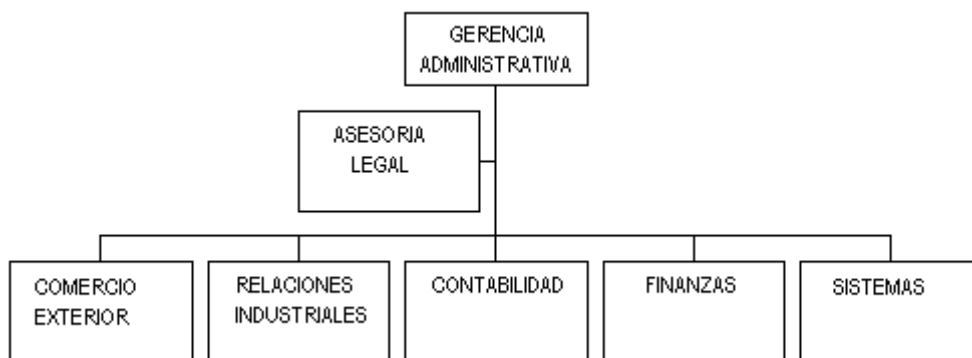 GERENCIA
ADMINISTRATIVA
ASESORIA
LEGAL
COMERCIO
EXTERIOR
RELACIONES
INDUSTRIALES
CONTABILIDAD
FINANZAS
SISTEMAS